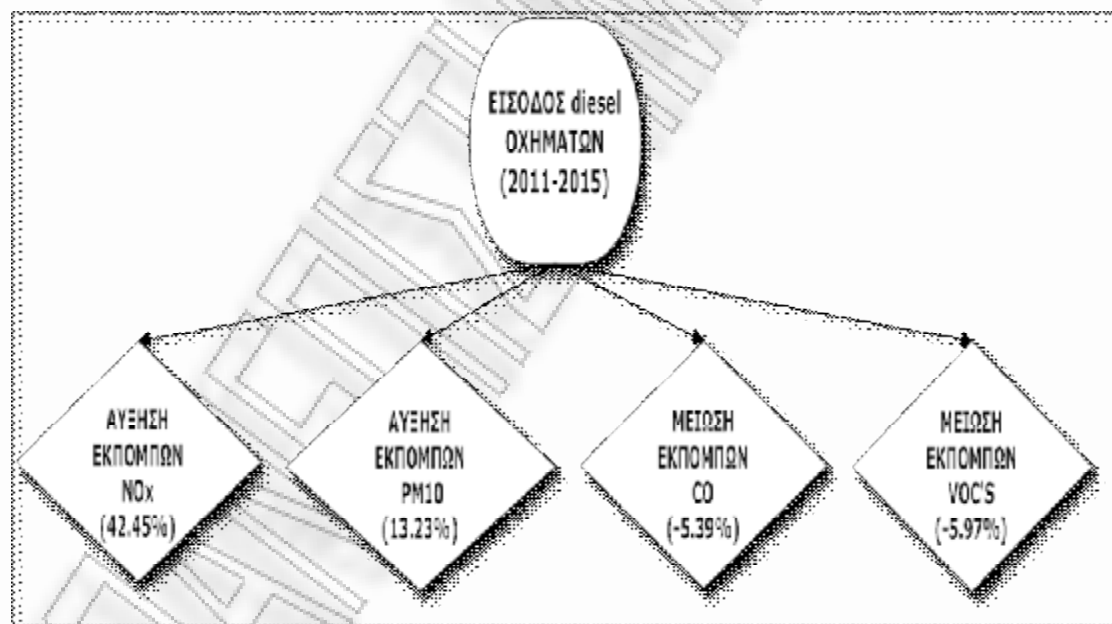 ΕΙΣΟΔΟΣ diesel
ΟΧΗΜΑΤΩΝ
(2011-2015)
ΑΥΞΗΣΗ
ΕΚΠΟΜΠΩΝ
NOx
(42.45%)
ΑΥΞΗΣΗ
ΕΚΠΟΜΠΩΝ
PM10
(13.23%)
ΜΕΙΩΣΗ
ΕΚΠΟΜΠΩΝ
CO
(-5.39%)
ΜΕΙΩΣΗ
ΕΚΠΟΜΠΩΝ
VOC'S
(-5.97%)